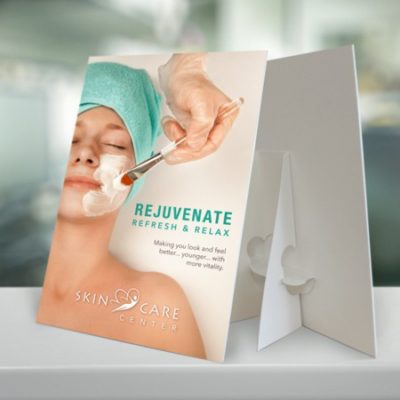 REJUVENATE
REFRESH & RELAX
Making you look and feel
better... younger... with
more vitality.
SKIN CARE
CENTER